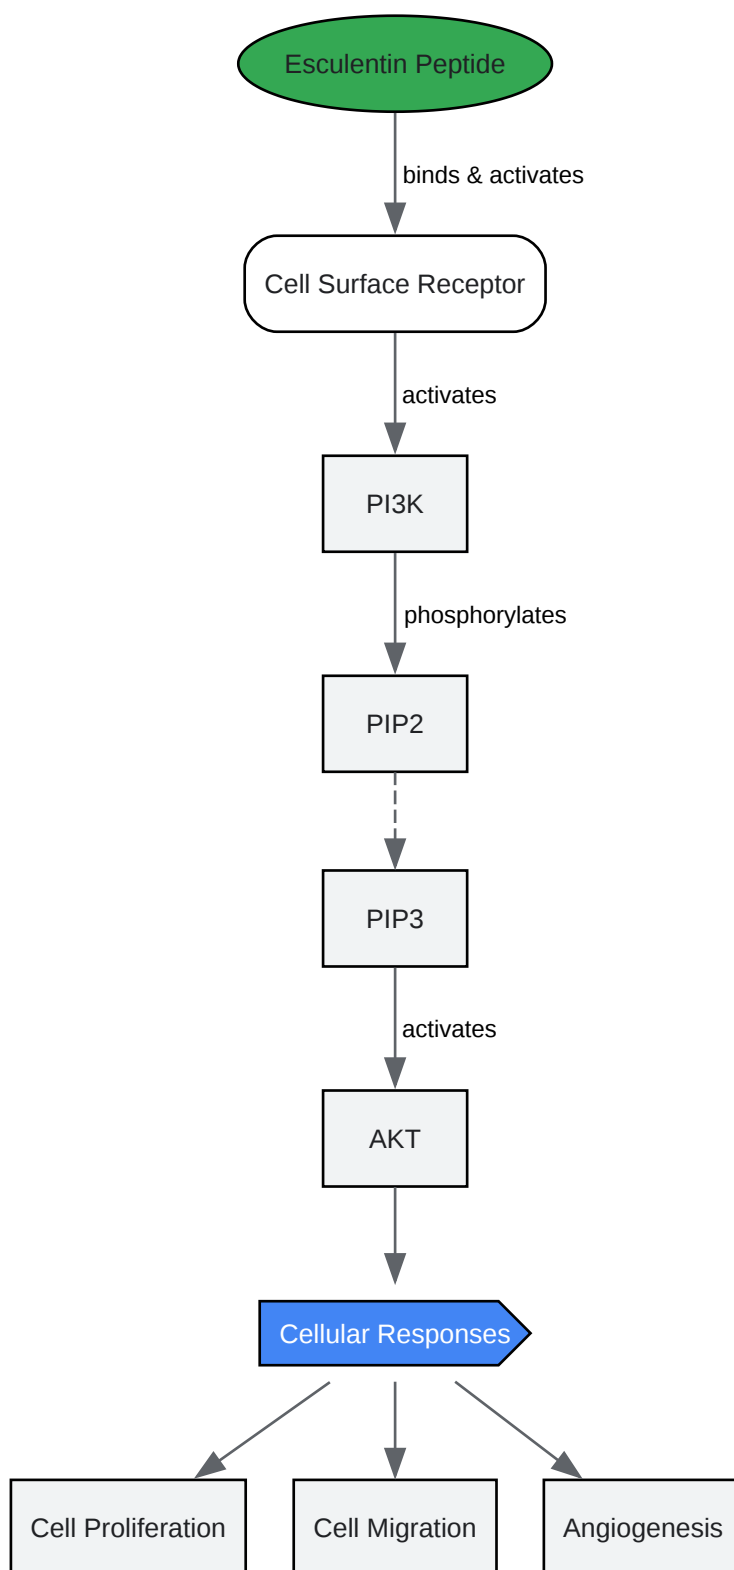 Esculentin Peptide
binds & activates
Cell Surface Receptor
activates
PI3K
phosphorylates
PIP2
PIP3
activates
AKT
Cellular Responses
Cell Proliferation
Cell Migration
Angiogenesis